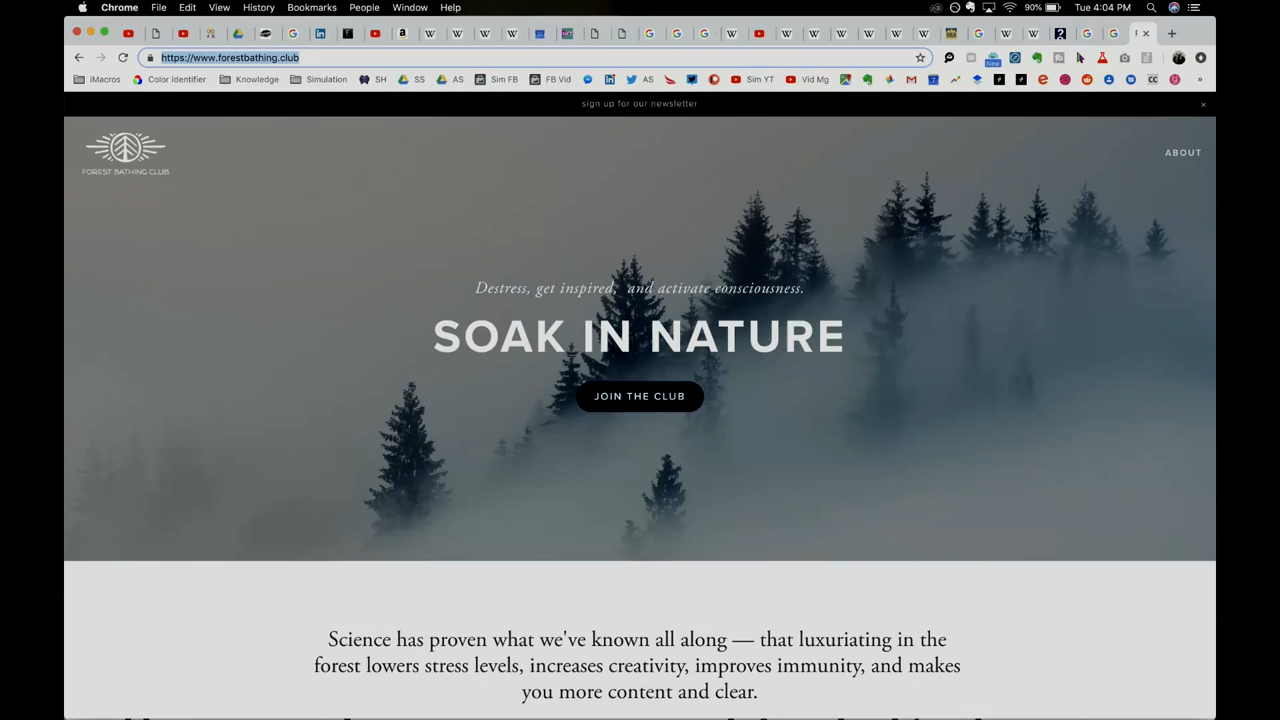 Chrome File Edit View History Bookmarks People Window Help 90% Tue 4:04 PM
https://www.forestbathing.club
New
iMacros Color Identifier Knowledge Simulation SH SS AS Sim FB FB Vid AS Sim YT Vid Mg
sign up for our newsletter
FOREST BATHING CLUB
ABOUT
Destress, get inspired, and activate consciousness.
SOAK IN NATURE
JOIN THE CLUB
Science has proven what we've known all along — that luxuriating in the
forest lowers stress levels, increases creativity, improves immunity, and makes
you more content and clear.